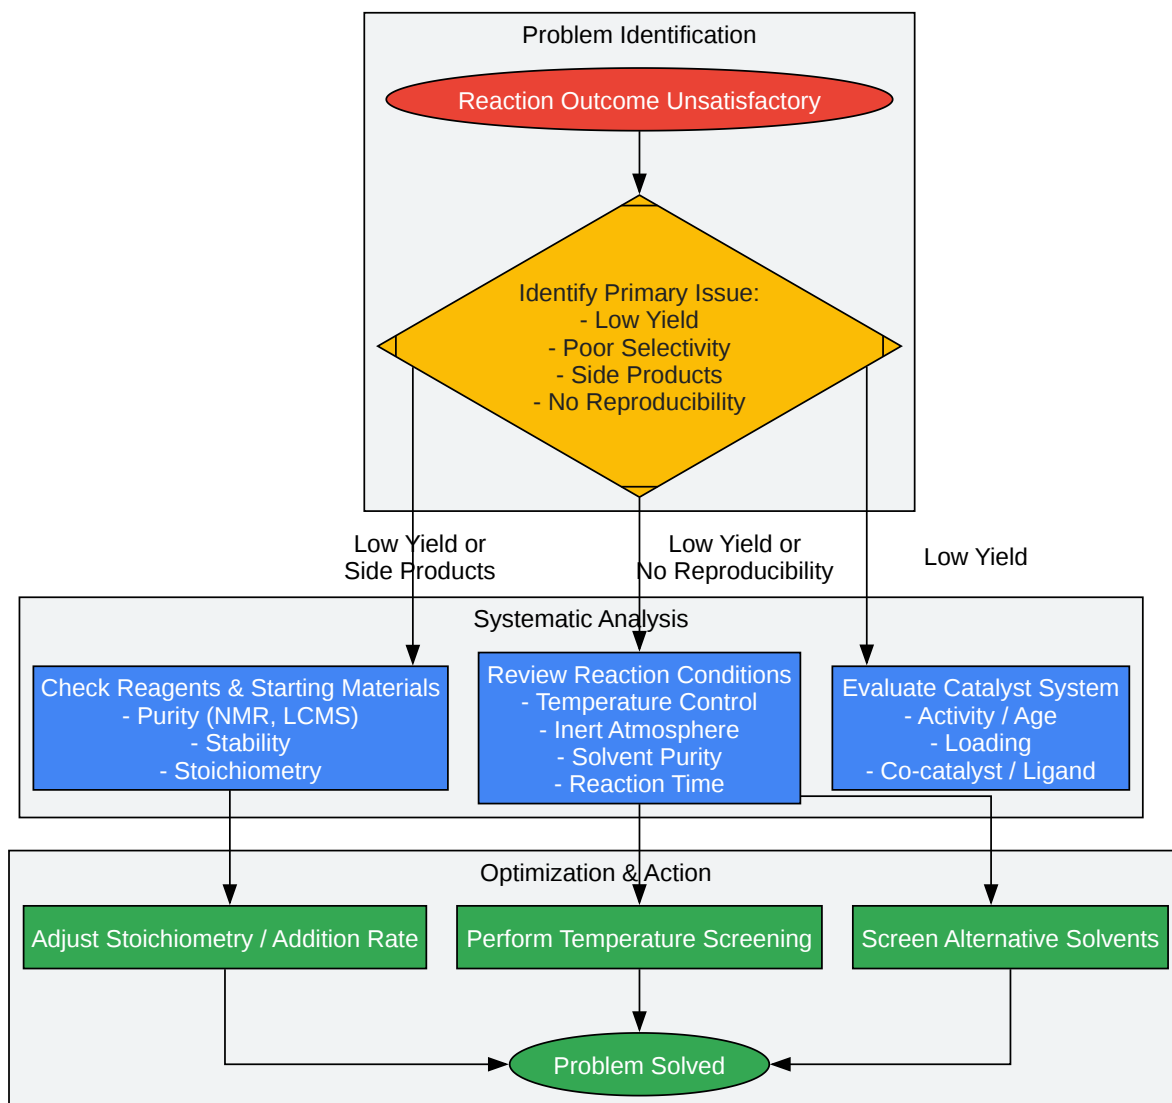 Problem Identification
Reaction Outcome Unsatisfactory
Identify Primary Issue:
- Low Yield
- Poor Selectivity
- Side Products
- No Reproducibility
Low Yield or
Side Products
Low Yield or
No Reproducibility
Low Yield
Systematic Analysis
Check Reagents & Starting Materials
- Purity (NMR, LCMS)
- Stability
- Stoichiometry
Review Reaction Conditions
- Temperature Control
- Inert Atmosphere
- Solvent Purity
- Reaction Time
Evaluate Catalyst System
- Activity / Age
- Loading
- Co-catalyst / Ligand
Optimization & Action
Adjust Stoichiometry / Addition Rate
Perform Temperature Screening
Screen Alternative Solvents
Problem Solved